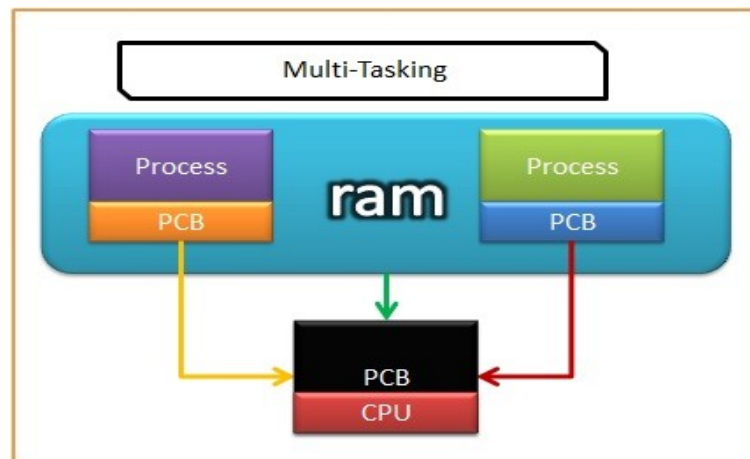 Multi-Tasking
Process
PCB
ram
Process
PCB
PCB
CPU